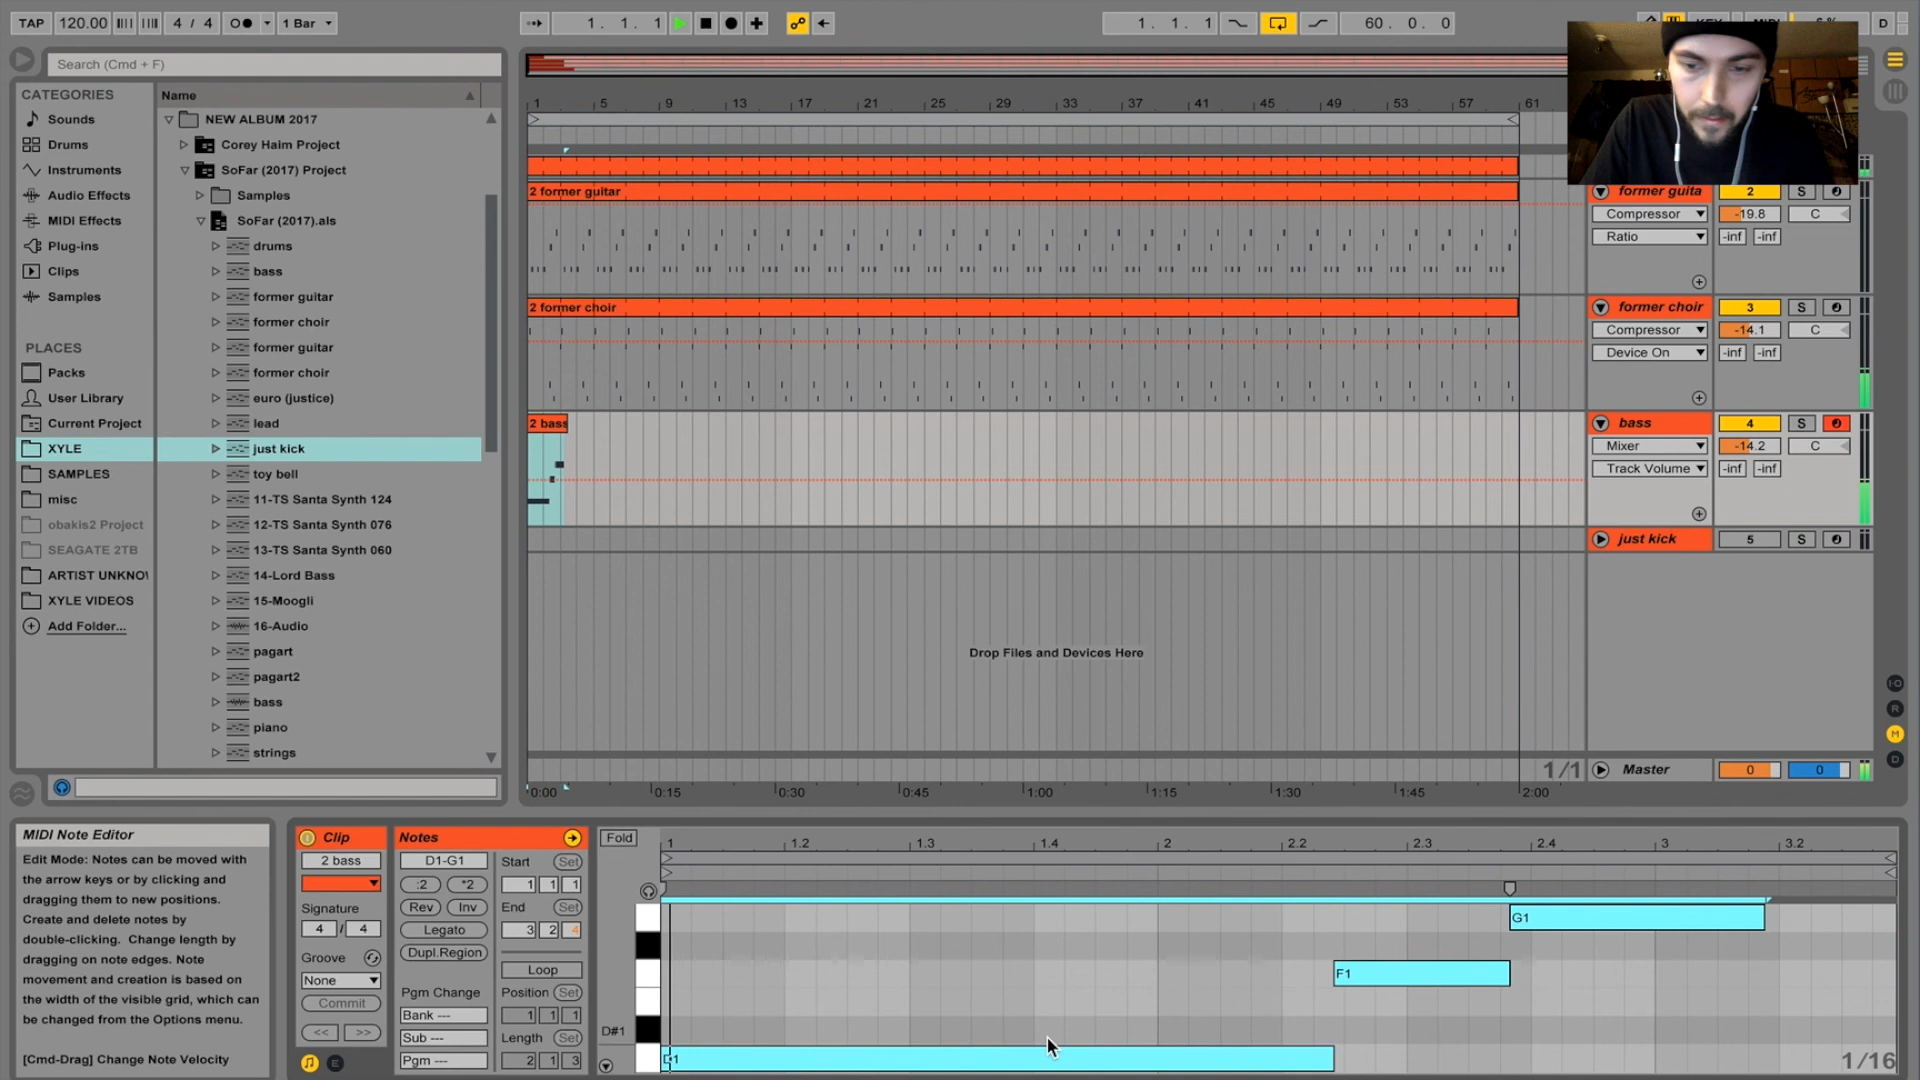 TAP 120.00 4 / 4 1 Bar 1. 1. 1 1. 1. 1 60. 0. 0 D
Search (Cmd + F)
CATEGORIES
Sounds
Drums
Instruments
Audio Effects
MIDI Effects
Plug-ins
Clips
Samples
PLACES
Packs
User Library
Current Project
XYLE
SAMPLES
misc
obakis2 Project
SEAGATE 2TB
ARTIST UNKNO
XYLE VIDEOS
Add Folder...
Name
NEW ALBUM 2017
Corey Haim Project
SoFar (2017) Project
Samples
SoFar (2017).als
drums
bass
former guitar
former choir
former guitar
former choir
euro (justice)
lead
just kick
toy bell
11-TS Santa Synth 124
12-TS Santa Synth 076
13-TS Santa Synth 060
14-Lord Bass
15-Moogli
16-Audio
pagart
pagart2
bass
piano
strings
1 5 9 13 17 21 25 29 33 37 41 45 49 53 57 61
2 former guitar
2 former choir
2 bass
Drop Files and Devices Here
1/1
0:00 0:15 0:30 0:45 1:00 1:15 1:30 1:45 2:00
former guita 2 S
Compressor -19.8 C
Ratio -inf -inf
former choir 3 S
Compressor -14.1 C
Device On -inf -inf
bass 4 S
Mixer -14.2 C
Track Volume -inf -inf
just kick 5 S
Master 0 0
I·O
R
M
D
MIDI Note Editor
Edit Mode: Notes can be moved with
the arrow keys or by clicking and
dragging them to new positions.
Create and delete notes by
double-clicking. Change length by
dragging on note edges. Note
movement and creation is based on
the width of the visible grid, which can
be changed from the Options menu.
[Cmd-Drag] Change Note Velocity
Clip
2 bass
Signature
4 / 4
Groove
None
Commit
<< >>
E
Notes
D1-G1
:2 *2
Rev Inv
Legato
Dupl.Region
Pgm Change
Bank ---
Sub ---
Pgm ---
Start Set
1 1 1
End Set
3 2 4
Loop
Position Set
1 1 1
Length Set
2 1 3
Fold
1 1.2 1.3 1.4 2 2.2 2.3 2.4 3 3.2
G1
F1
D#1
D1
1/16